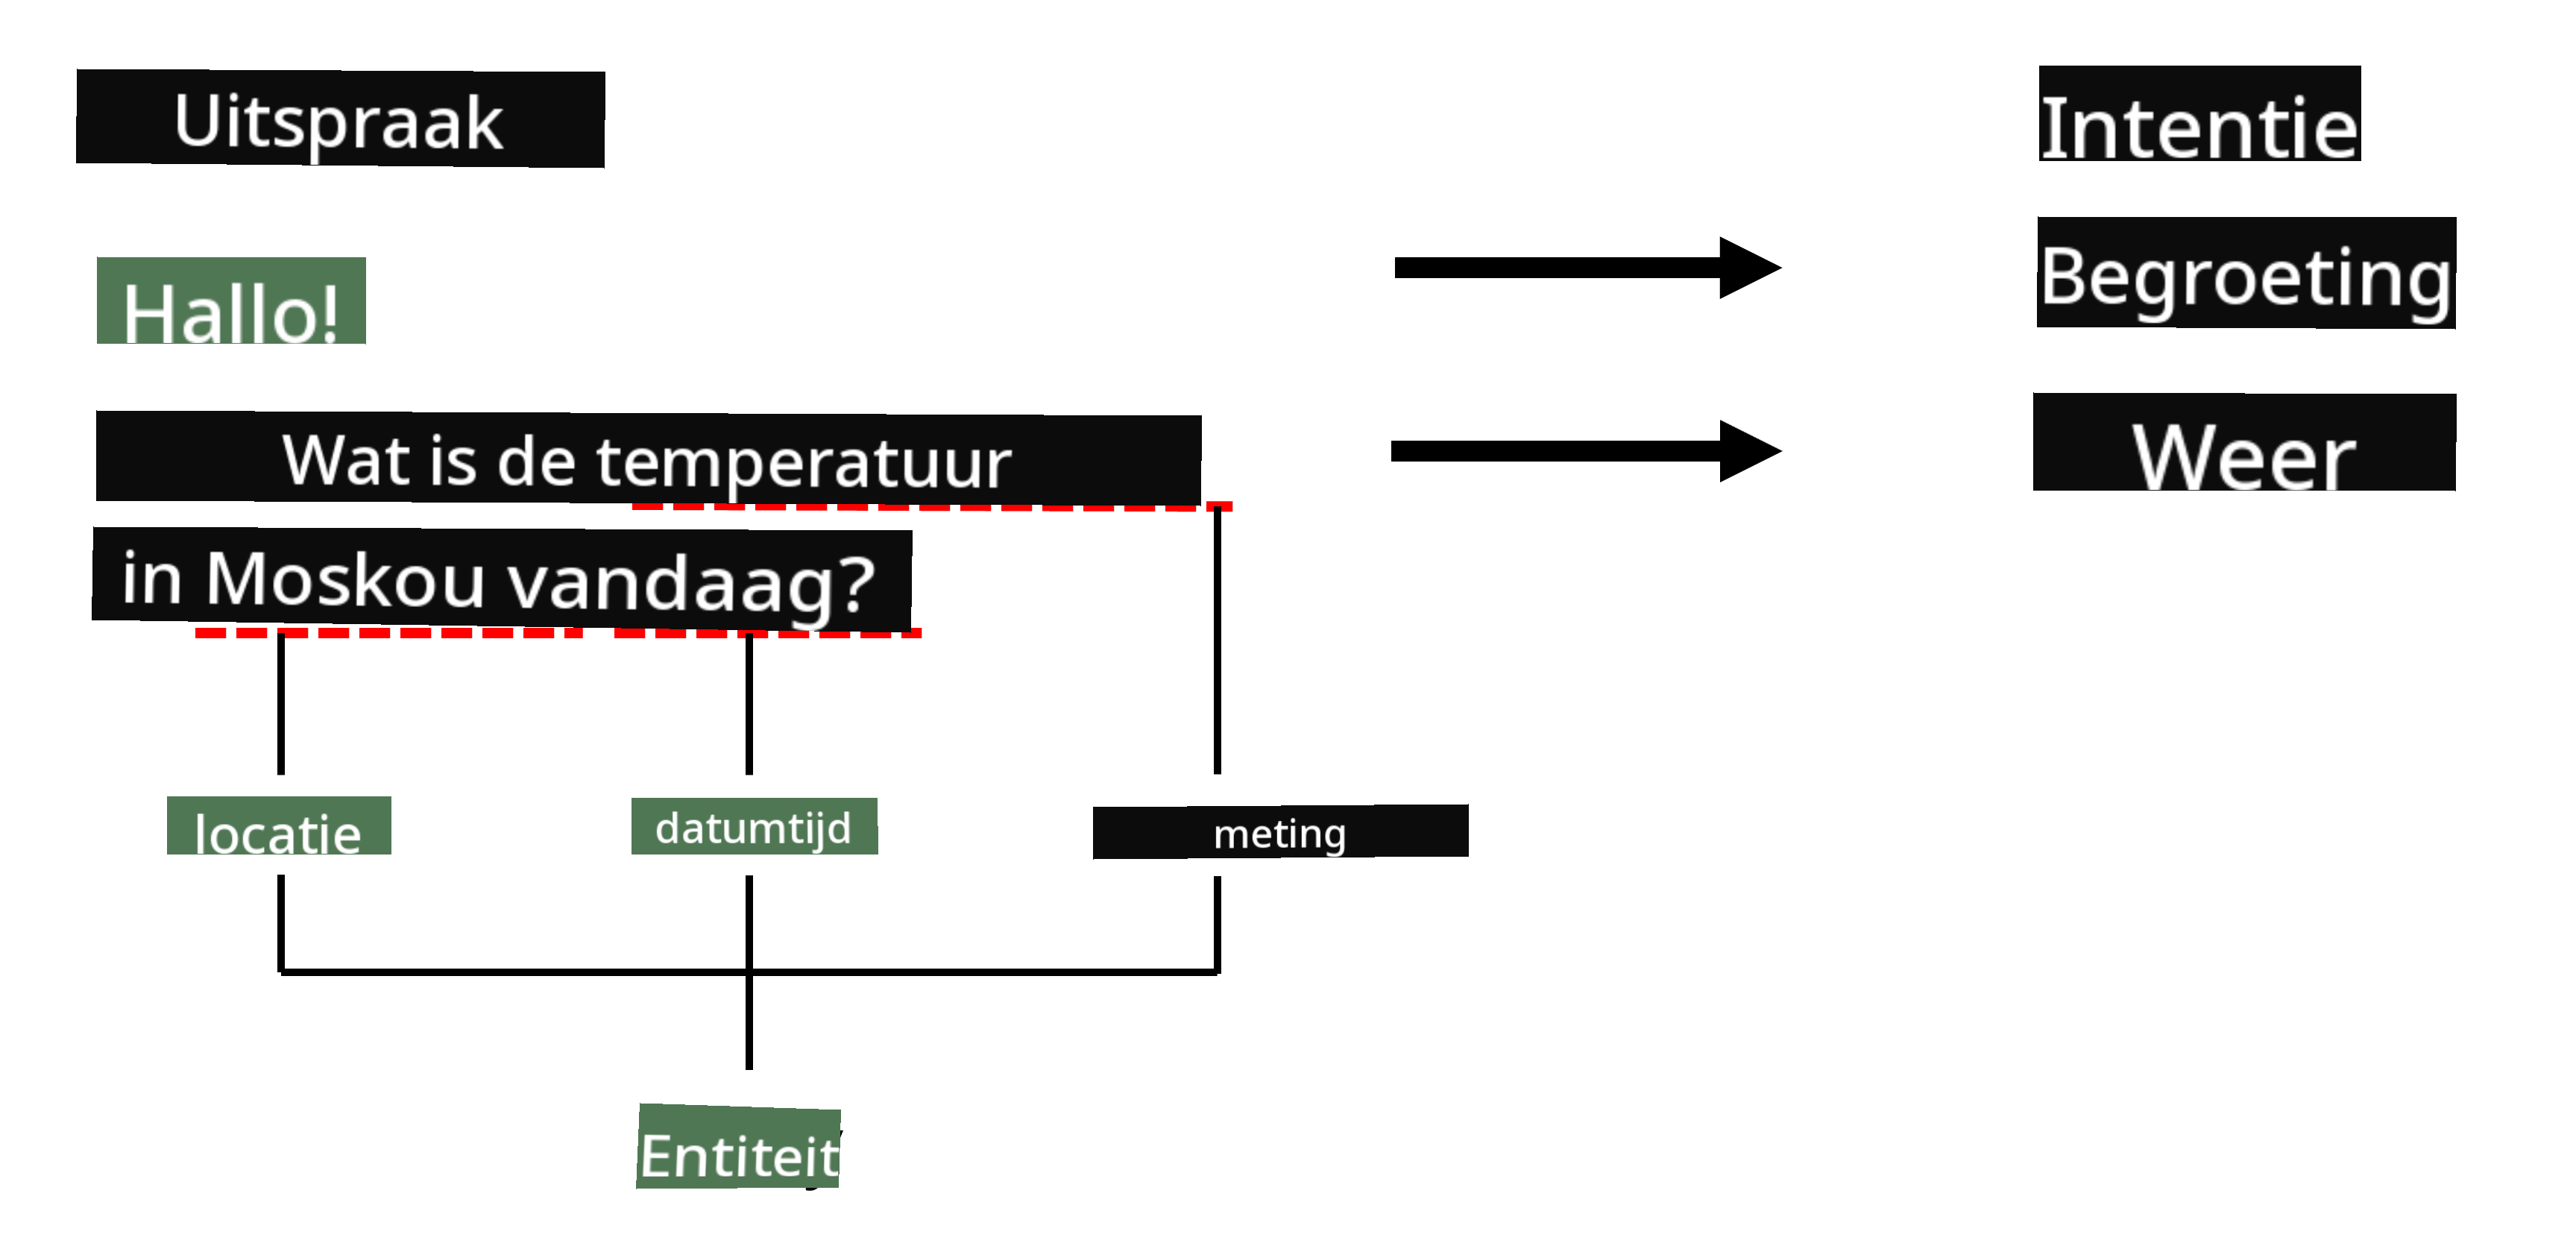 Uitspraak
Intentie
Hallo!
Begroeting
Wat is de temperatuur
Weer
in Moskou vandaag?
locatie
datumtijd
meting
Entiteit